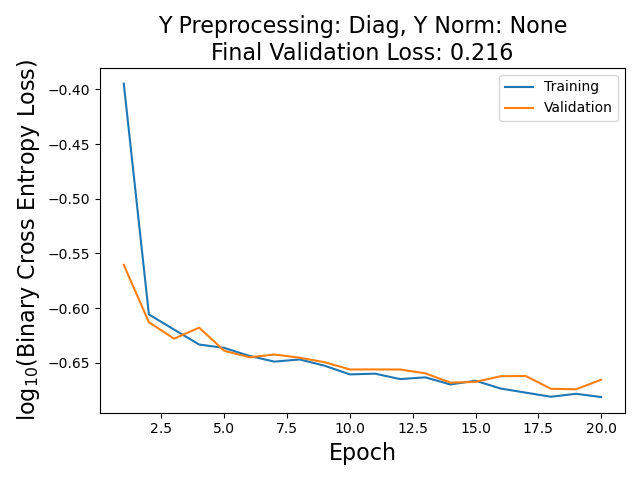 Y Preprocessing: Diag, Y Norm: None
Final Validation Loss: 0.216
log₁₀(Binary Cross Entropy Loss)
−0.40
−0.45
−0.50
−0.55
−0.60
−0.65
Training
Validation
2.5 5.0 7.5 10.0 12.5 15.0 17.5 20.0
Epoch